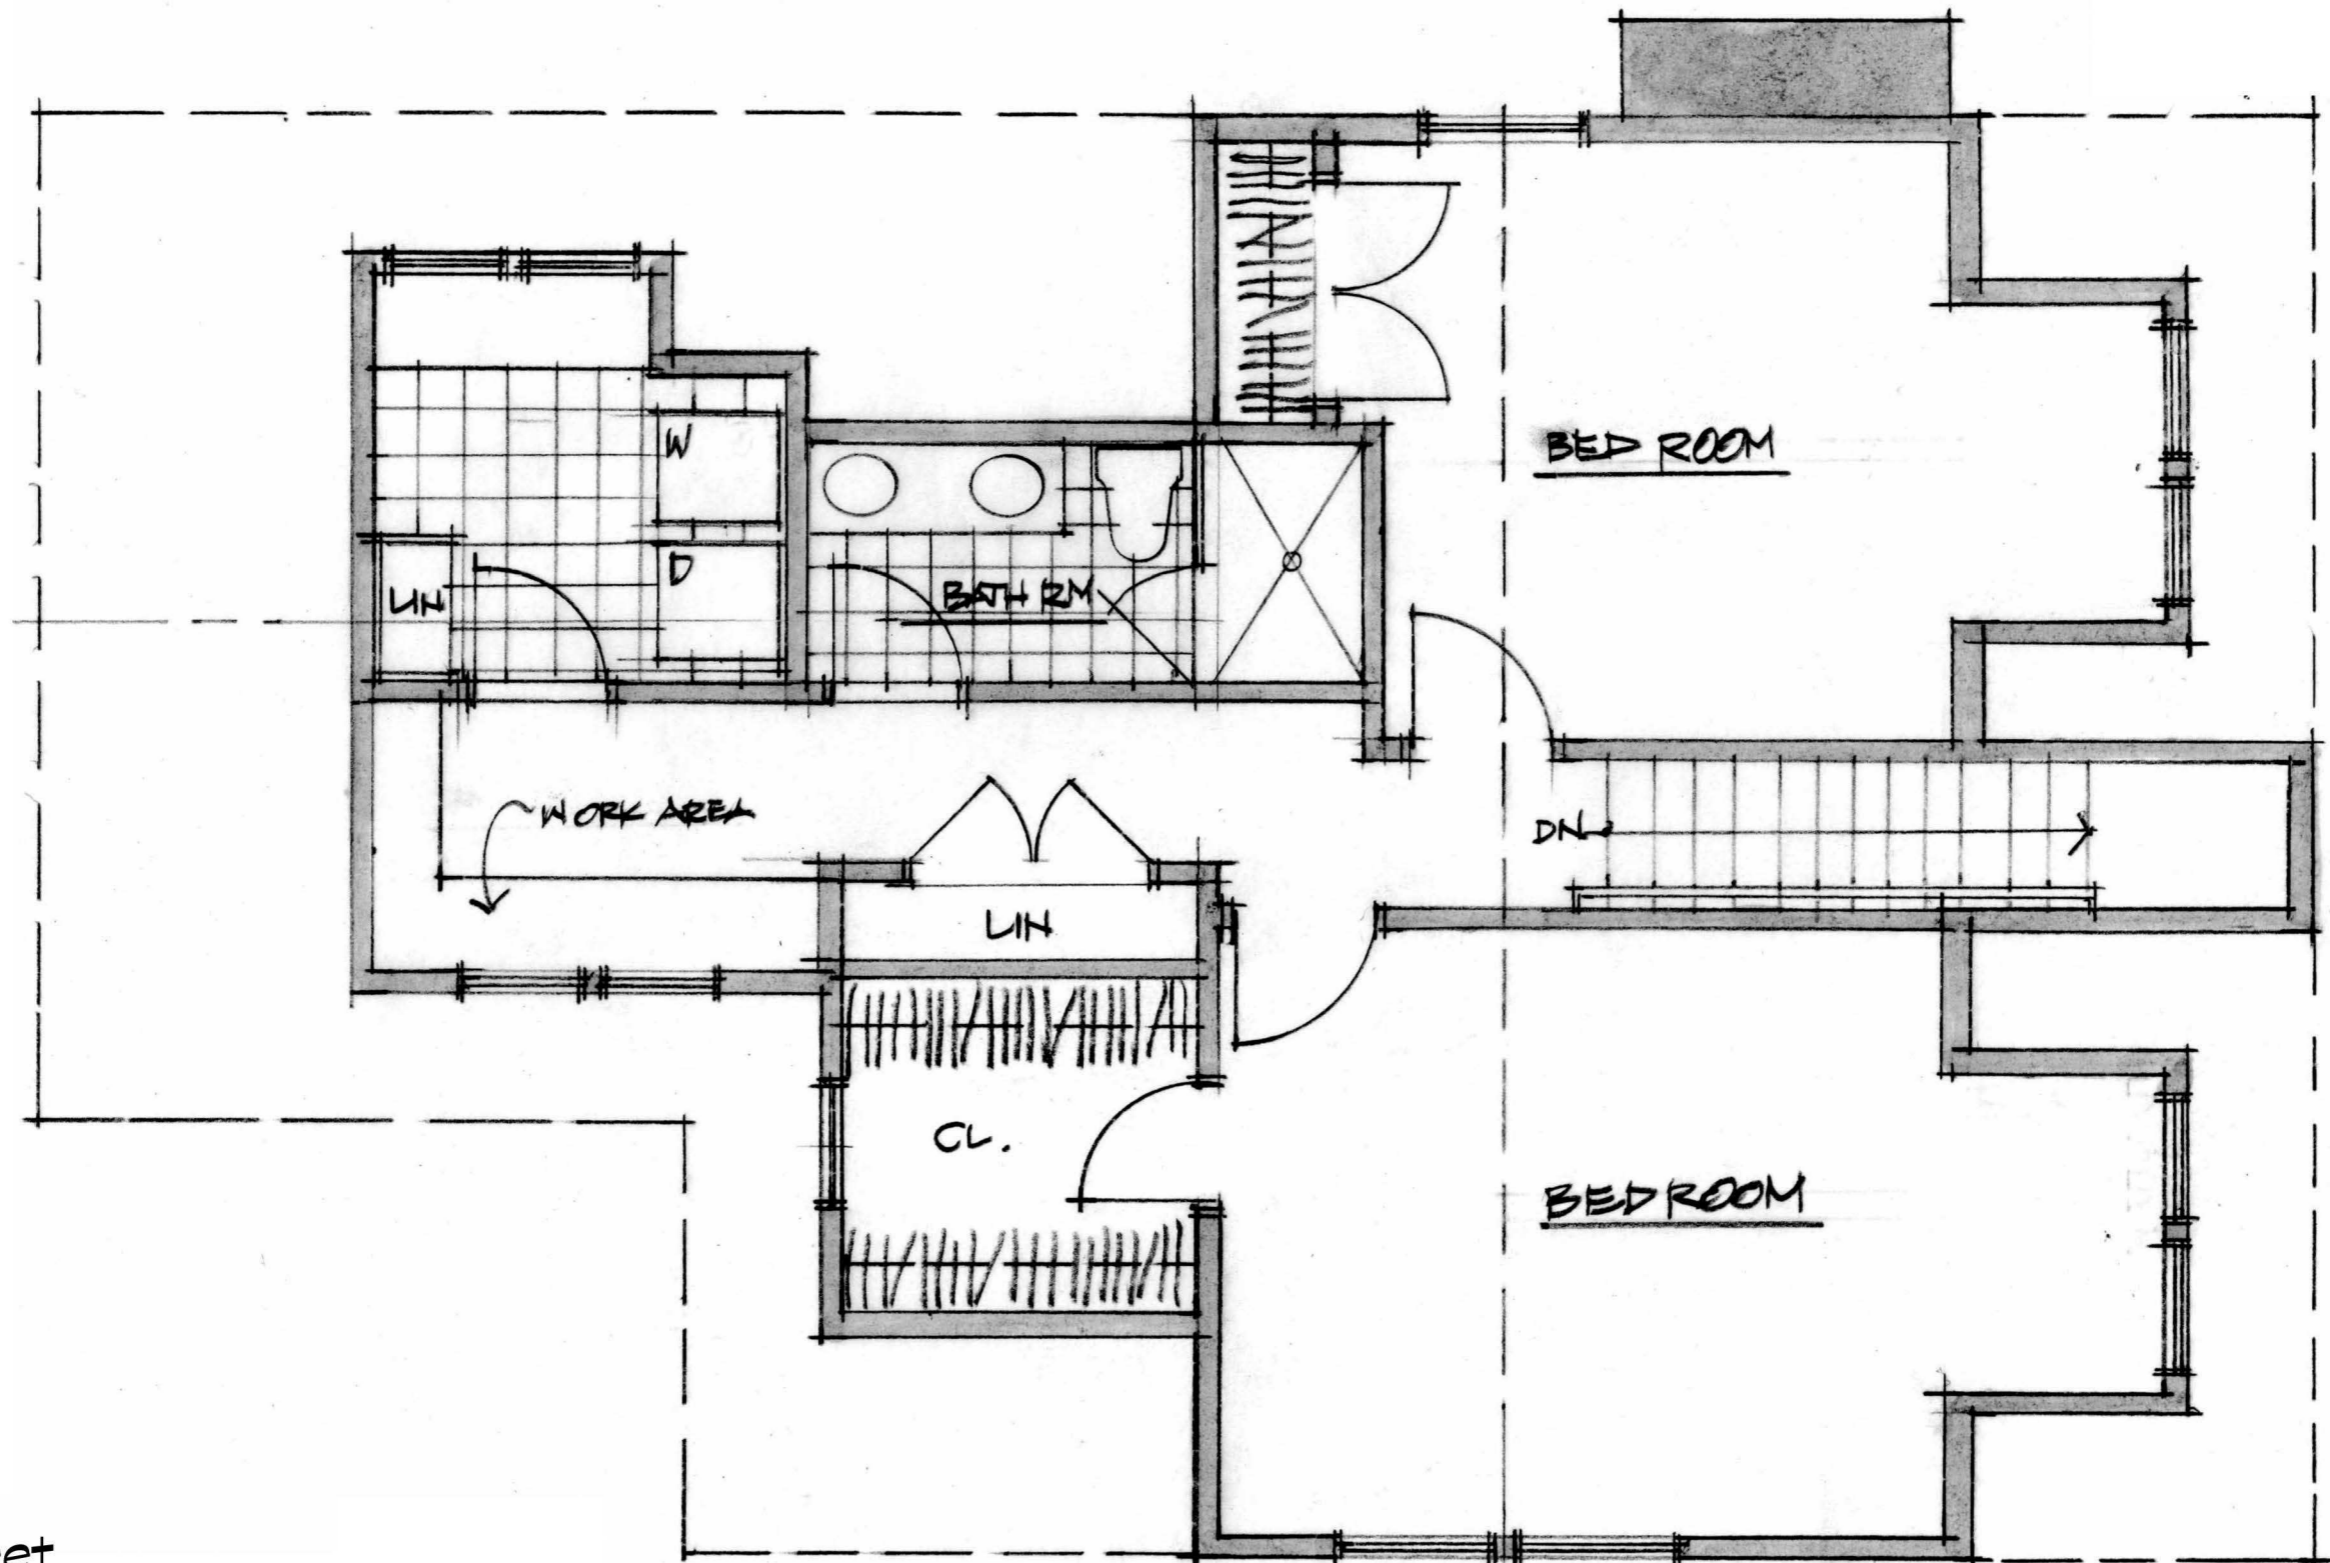 W
BED ROOM
D
LIN
BATH RM
WORK AREA
DN
LIN
CL.
BEDROOM